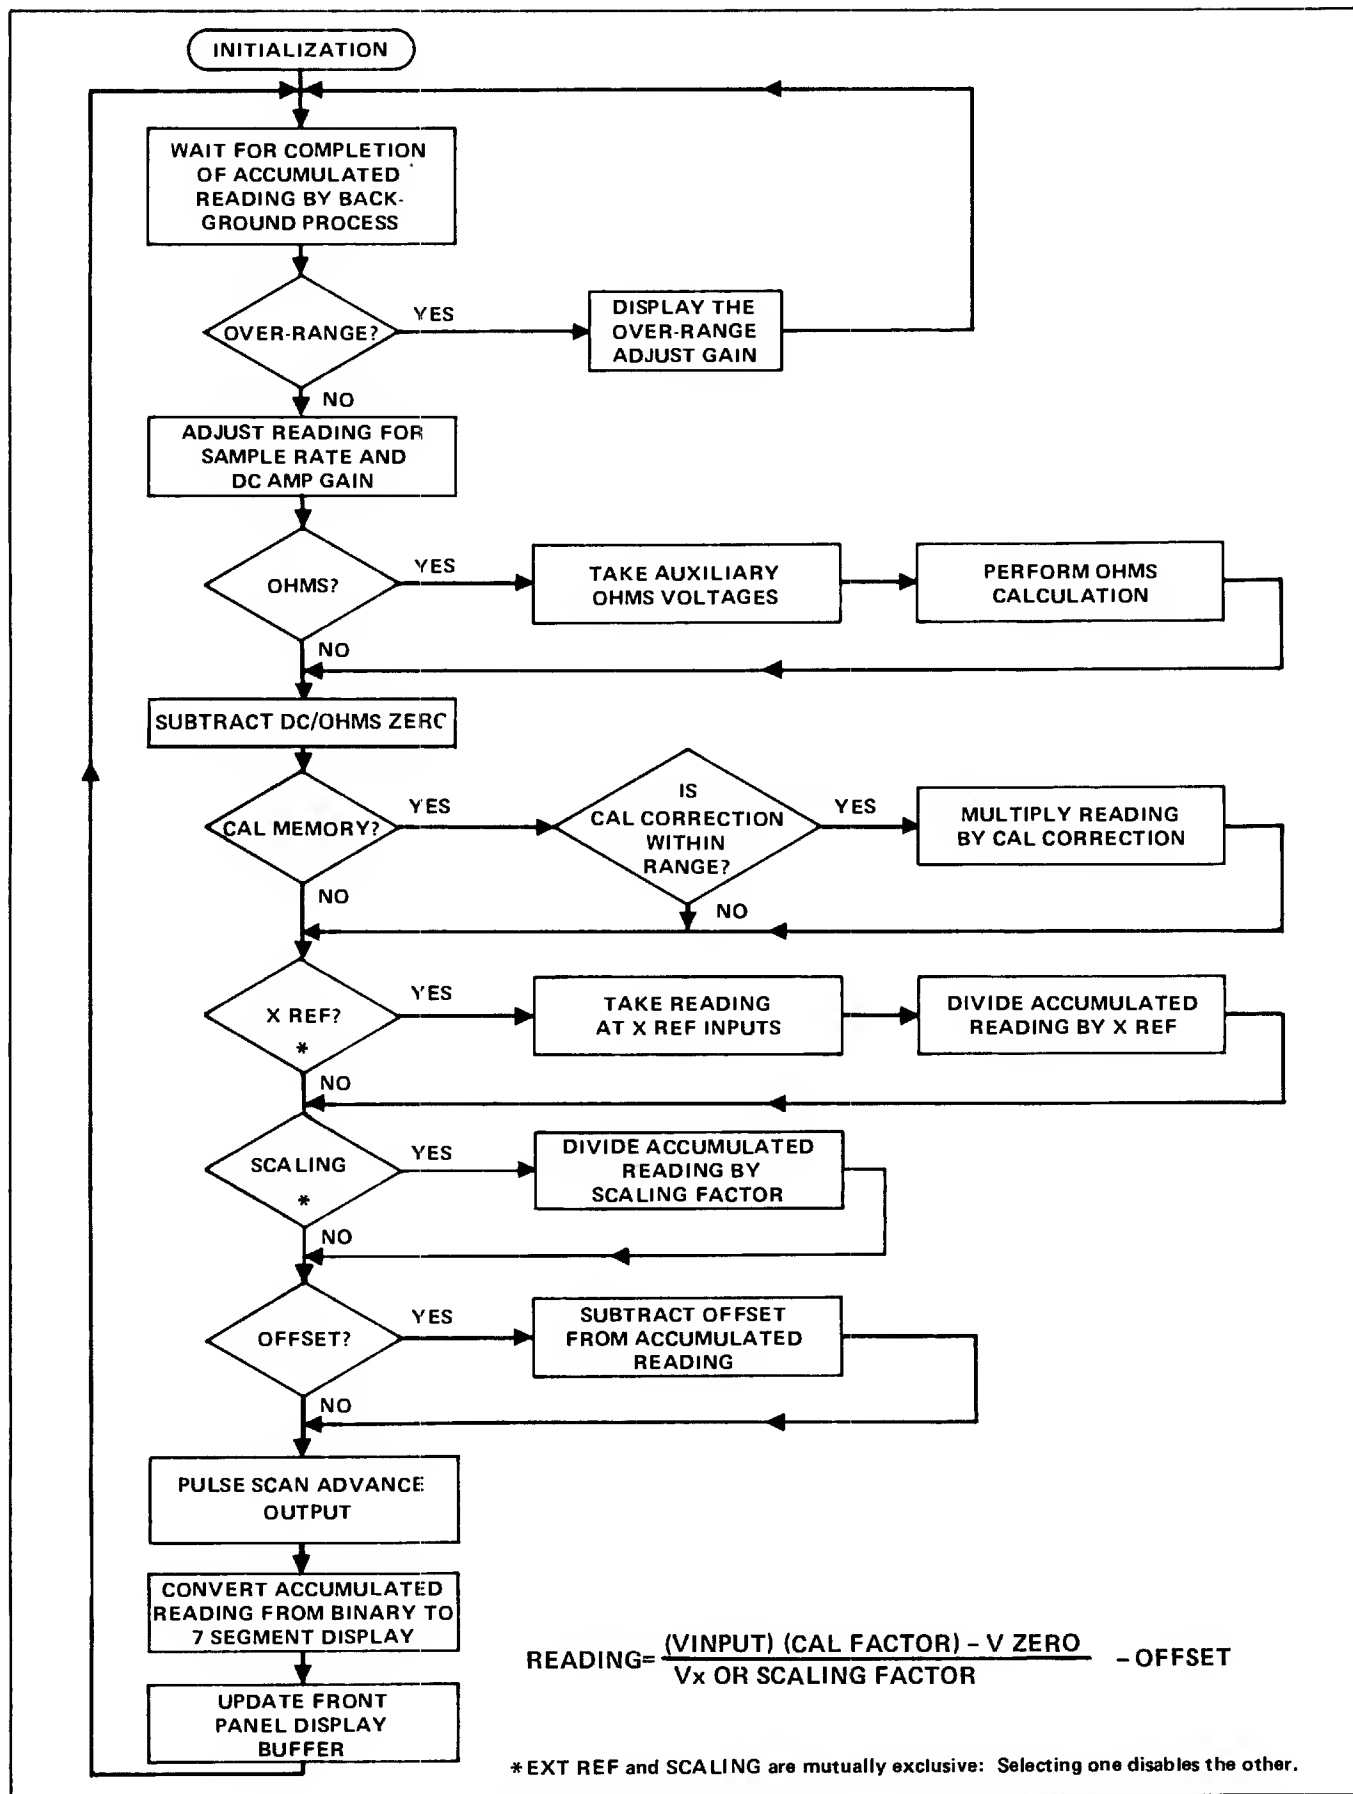 INITIALIZATION
WAIT FOR COMPLETION
OF ACCUMULATED
READING BY BACK-
GROUND PROCESS
OVER-RANGE?
YES
DISPLAY THE
OVER-RANGE
ADJUST GAIN
NO
ADJUST READING FOR
SAMPLE RATE AND
DC AMP GAIN
OHMS?
YES
TAKE AUXILIARY
OHMS VOLTAGES
PERFORM OHMS
CALCULATION
NO
SUBTRACT DC/OHMS ZERO
CAL MEMORY?
YES
IS
CAL CORRECTION
WITHIN
RANGE?
YES
MULTIPLY READING
BY CAL CORRECTION
NO
NO
X REF?
*
YES
TAKE READING
AT X REF INPUTS
DIVIDE ACCUMULATED
READING BY X REF
NO
SCALING
*
YES
DIVIDE ACCUMULATED
READING BY
SCALING FACTOR
NO
OFFSET?
YES
SUBTRACT OFFSET
FROM ACCUMULATED
READING
NO
PULSE SCAN ADVANCE
OUTPUT
CONVERT ACCUMULATED
READING FROM BINARY TO
7 SEGMENT DISPLAY
UPDATE FRONT
PANEL DISPLAY
BUFFER
READING= (VINPUT) (CAL FACTOR) – V ZERO
Vx OR SCALING FACTOR
– OFFSET
* EXT REF and SCALING are mutually exclusive: Selecting one disables the other.